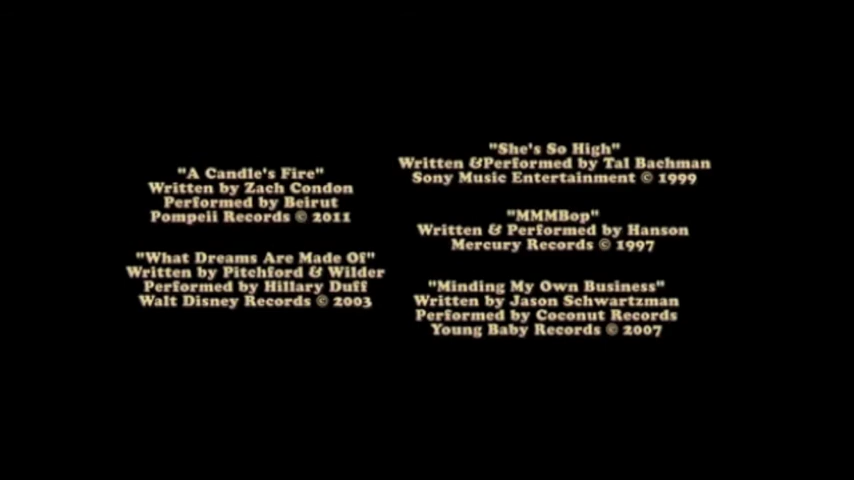 "A Candle's Fire"
Written by Zach Condon
Performed by Beirut
Pompeii Records © 2011
"What Dreams Are Made Of"
Written by Pitchford & Wilder
Performed by Hillary Duff
Walt Disney Records © 2003
"She's So High"
Written &Performed by Tal Bachman
Sony Music Entertainment © 1999
"MMMBop"
Written & Performed by Hanson
Mercury Records © 1997
"Minding My Own Business"
Written by Jason Schwartzman
Performed by Coconut Records
Young Baby Records © 2007